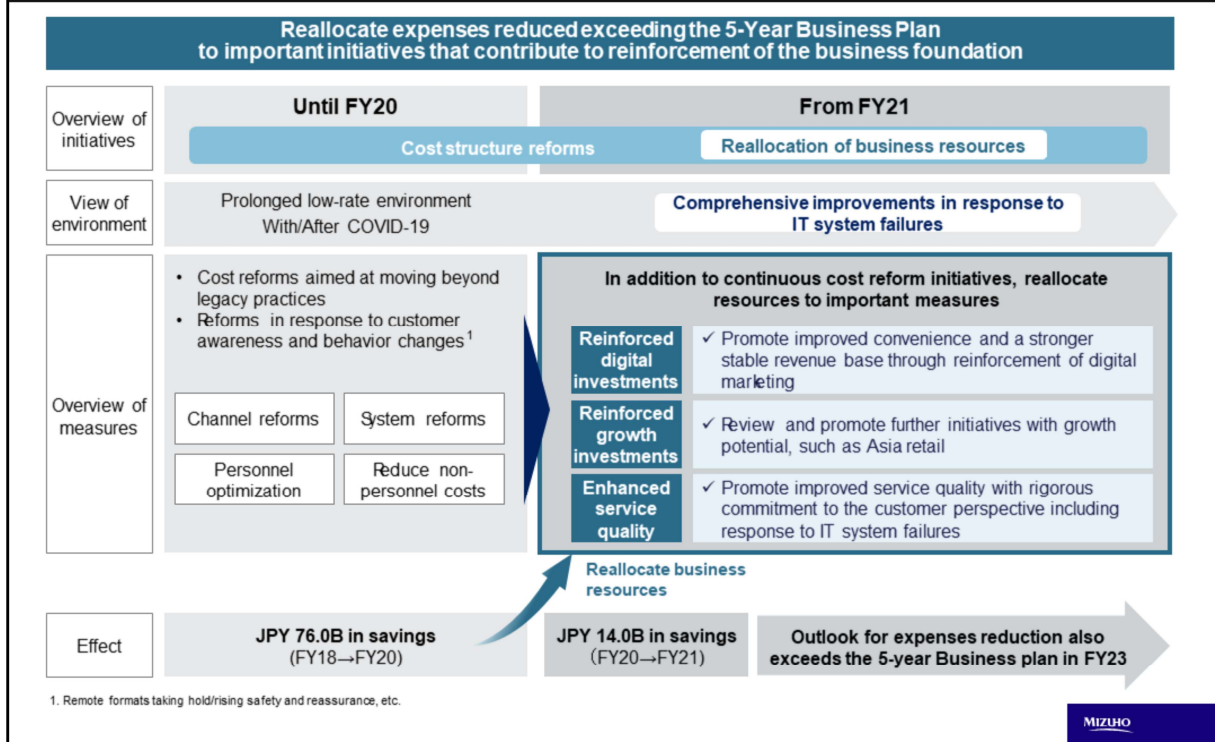 Reallocate expenses reduced exceeding the 5-Year Business Plan
to important initiatives that contribute to reinforcement of the business foundation
Overview of
initiatives
Until FY20
From FY21
Cost structure reforms
Reallocation of business resources
View of
environment
Prolonged low-rate environment
With/After COVID-19
Comprehensive improvements in response to
IT system failures
Overview of
measures
• Cost reforms aimed at moving beyond
legacy practices
• Reforms in response to customer
awareness and behavior changes1
Channel reforms
System reforms
Personnel
optimization
Reduce non-
personnel costs
In addition to continuous cost reform initiatives, reallocate
resources to important measures
Reinforced
digital
investments
✓ Promote improved convenience and a stronger
stable revenue base through reinforcement of digital
marketing
Reinforced
growth
investments
✓ Review and promote further initiatives with growth
potential, such as Asia retail
Enhanced
service
quality
✓ Promote improved service quality with rigorous
commitment to the customer perspective including
response to IT system failures
Reallocate business
resources
Effect
JPY 76.0B in savings
(FY18→FY20)
JPY 14.0B in savings
(FY20→FY21)
Outlook for expenses reduction also
exceeds the 5-year Business plan in FY23
1. Remote formats taking hold/rising safety and reassurance, etc.
MIZUHO